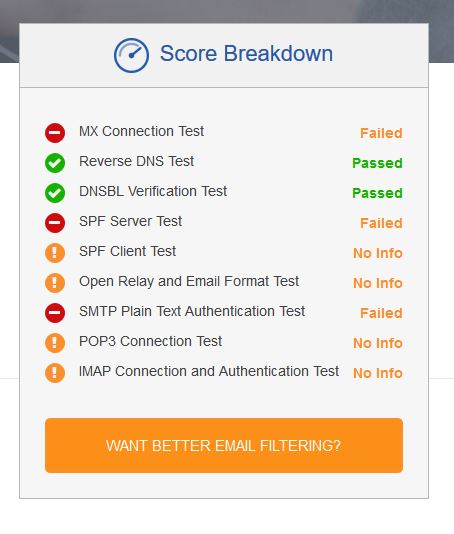 Score Breakdown
MX Connection Test Failed
Reverse DNS Test Passed
DNSBL Verification Test Passed
SPF Server Test Failed
SPF Client Test No Info
Open Relay and Email Format Test No Info
SMTP Plain Text Authentication Test Failed
POP3 Connection Test No Info
IMAP Connection and Authentication Test No Info
WANT BETTER EMAIL FILTERING?